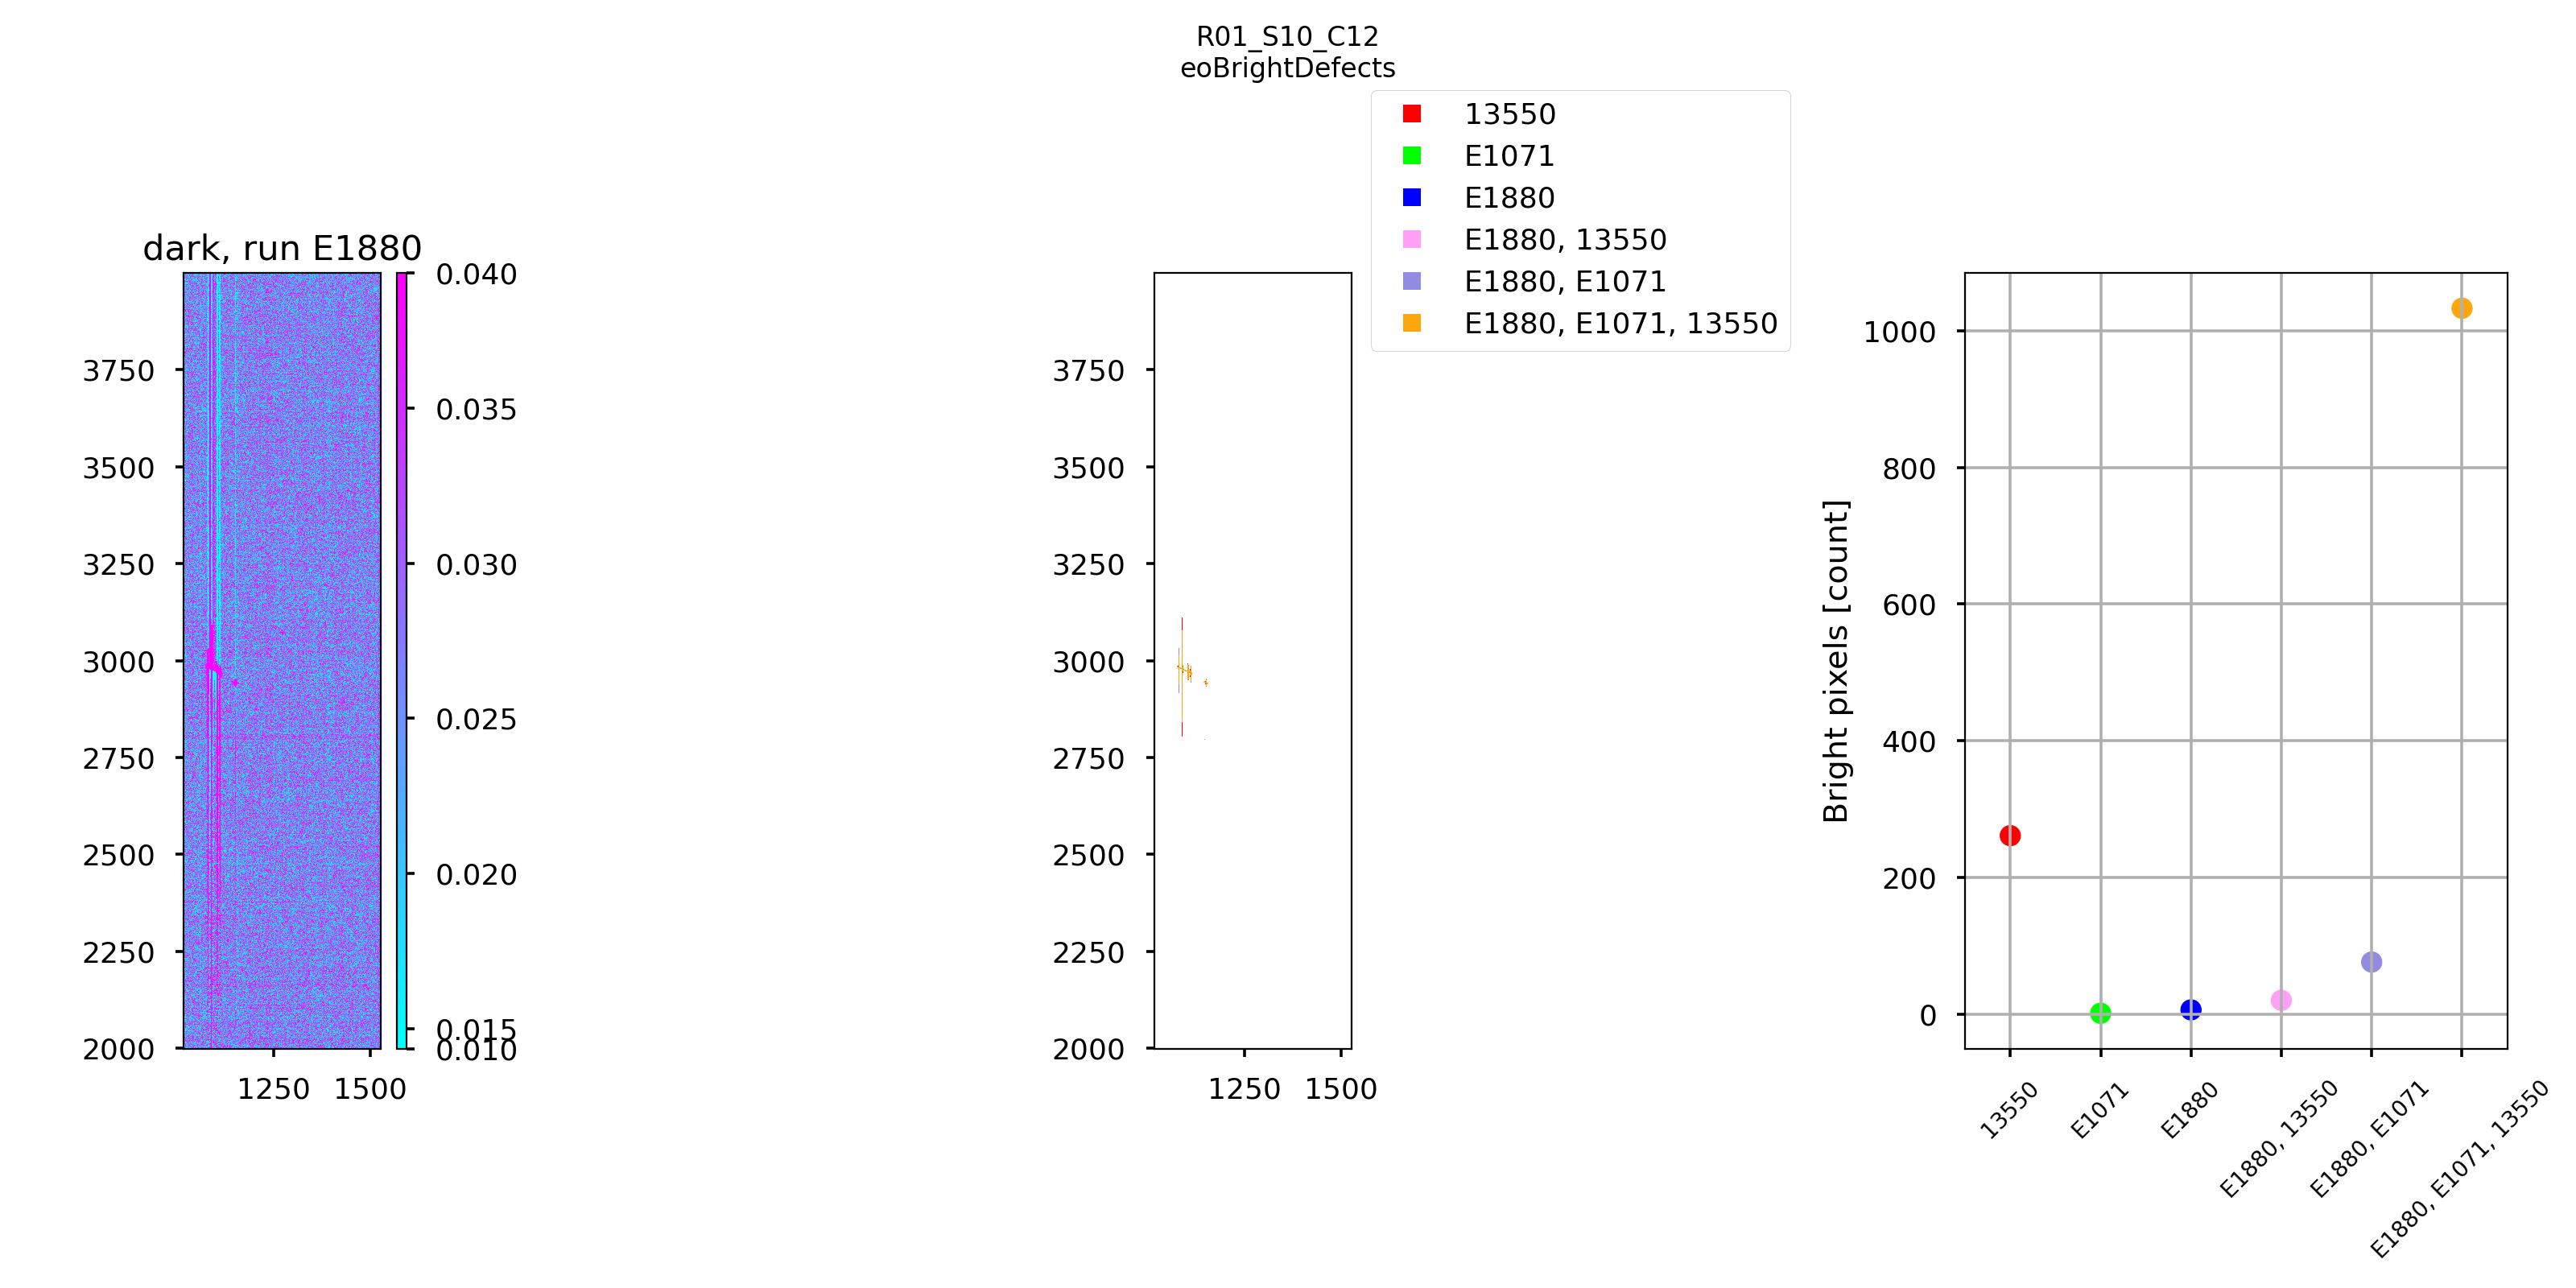 R01_S10_C12
eoBrightDefects
13550
E1071
E1880
E1880, 13550
E1880, E1071
E1880, E1071, 13550
dark, run E1880
3750
3500
3250
3000
2750
2500
2250
2000
1250 1500
0.040
0.035
0.030
0.025
0.020
0.015
0.010
3750
3500
3250
3000
2750
2500
2250
2000
1250 1500
Bright pixels [count]
1000
800
600
400
200
0
13550
E1071
E1880
E1880, 13550
E1880, E1071
E1880, E1071, 13550